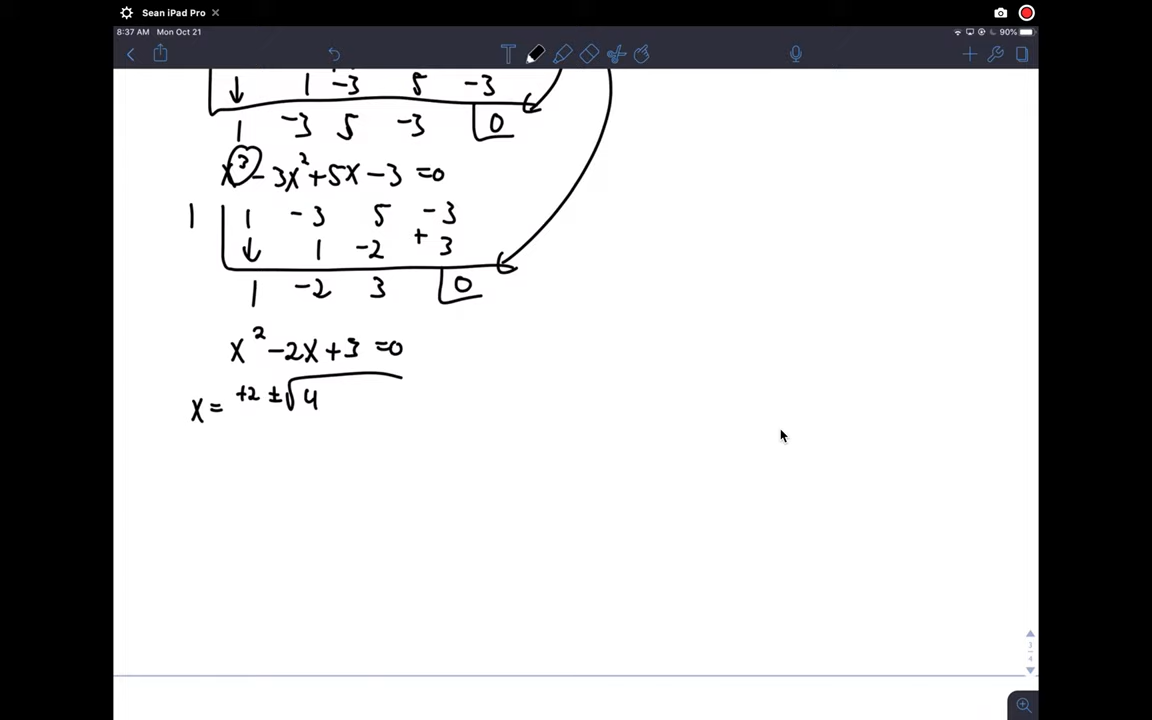 Sean iPad Pro ×
8:37 AM Mon Oct 21
90%
T
↓ 1 -3 5 -3
1 -3 5 -3 0
x³ - 3x² + 5x - 3 = 0
1 1 -3 5 -3
↓ 1 -2 + 3
1 -2 3 0
x² - 2x + 3 = 0
x = +2 ± √4
3
4